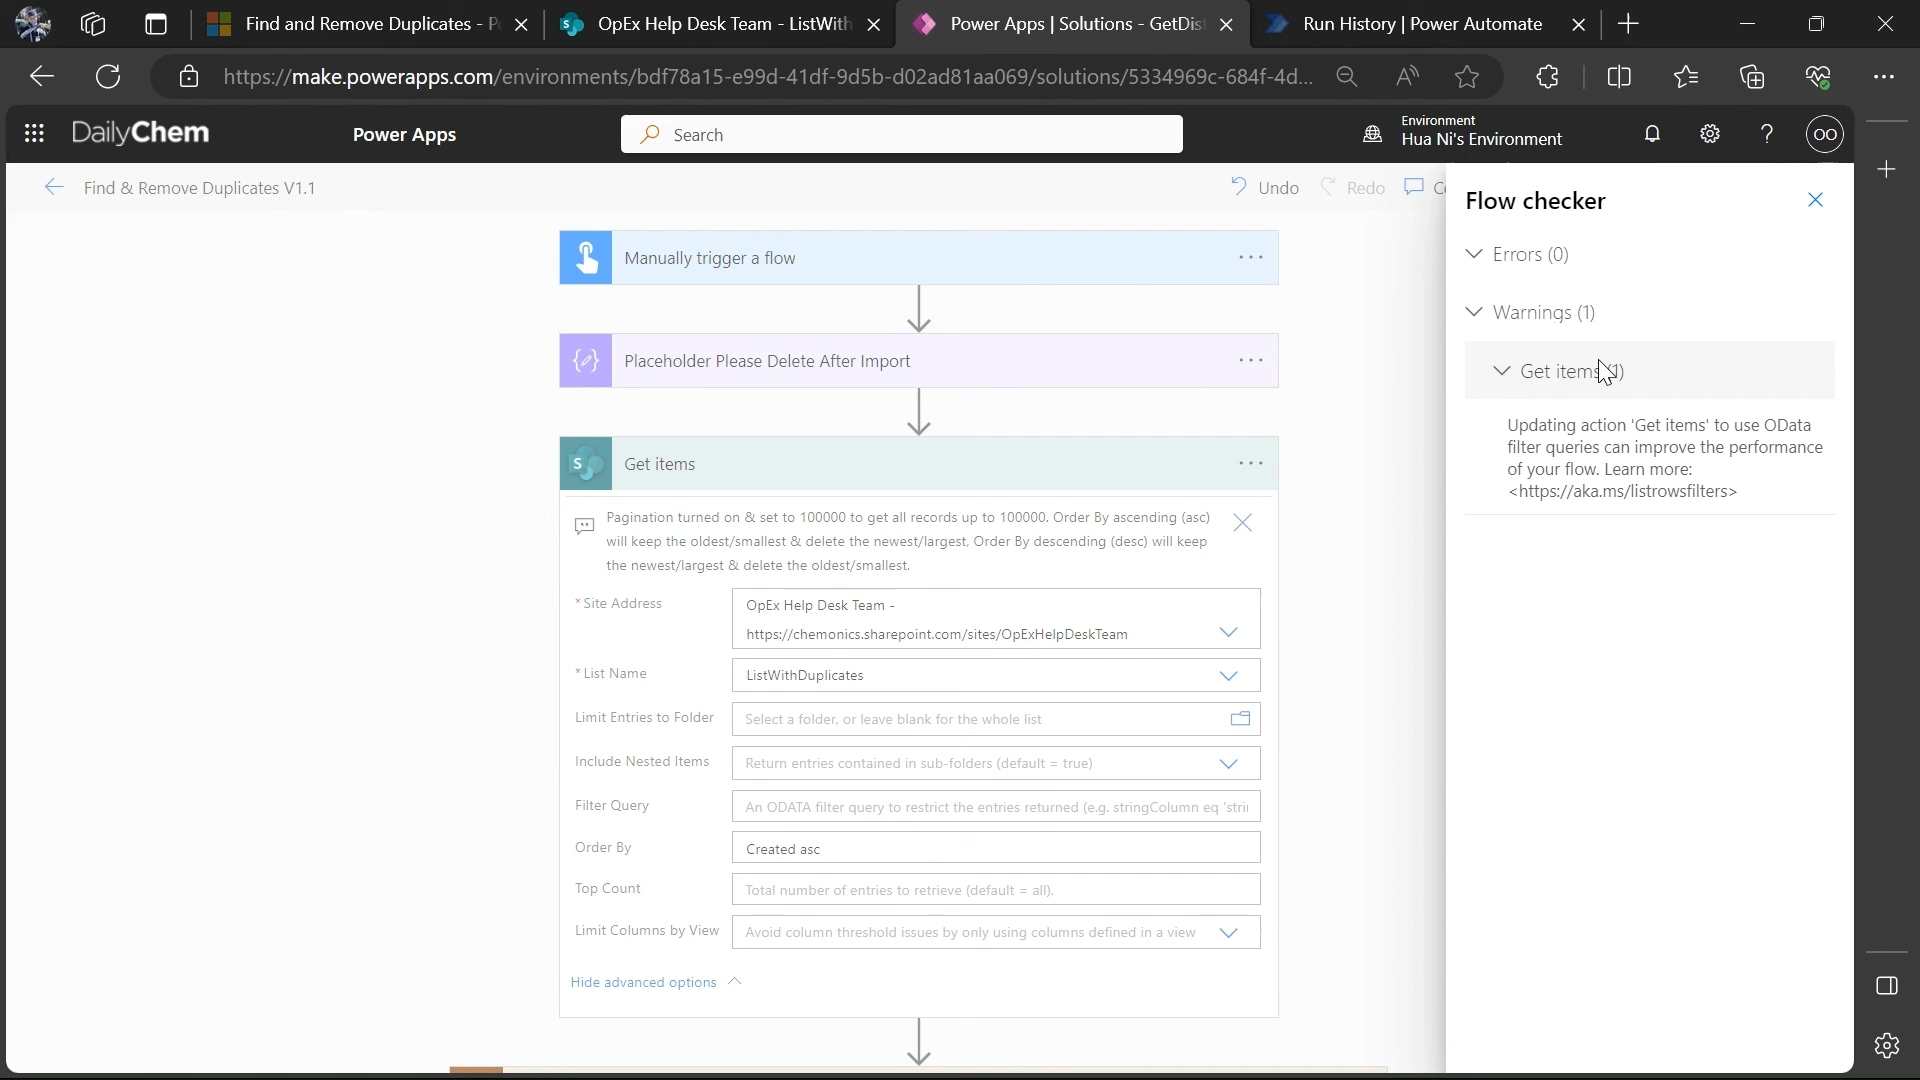 Find and Remove Duplicates - P
OpEx Help Desk Team - ListWith
Power Apps | Solutions - GetDist
Run History | Power Automate
https://make.powerapps.com/environments/bdf78a15-e99d-41df-9d5b-d02ad81aa069/solutions/5334969c-684f-4d...
DailyChem
Power Apps
Search
Environment
Hua Ni's Environment
OO
Find & Remove Duplicates V1.1
Undo
Redo
Co
Manually trigger a flow
Placeholder Please Delete After Import
Get items
Pagination turned on & set to 100000 to get all records up to 100000. Order By ascending (asc)
will keep the oldest/smallest & delete the newest/largest, Order By descending (desc) will keep
the newest/largest & delete the oldest/smallest.
* Site Address
OpEx Help Desk Team -
https://chemonics.sharepoint.com/sites/OpExHelpDeskTeam
* List Name
ListWithDuplicates
Limit Entries to Folder
Select a folder, or leave blank for the whole list
Include Nested Items
Return entries contained in sub-folders (default = true)
Filter Query
An ODATA filter query to restrict the entries returned (e.g. stringColumn eq 'stri
Order By
Created asc
Top Count
Total number of entries to retrieve (default = all).
Limit Columns by View
Avoid column threshold issues by only using columns defined in a view
Hide advanced options
Flow checker
Errors (0)
Warnings (1)
Get items (1)
Updating action 'Get items' to use OData
filter queries can improve the performance
of your flow. Learn more:
<https://aka.ms/listrowsfilters>